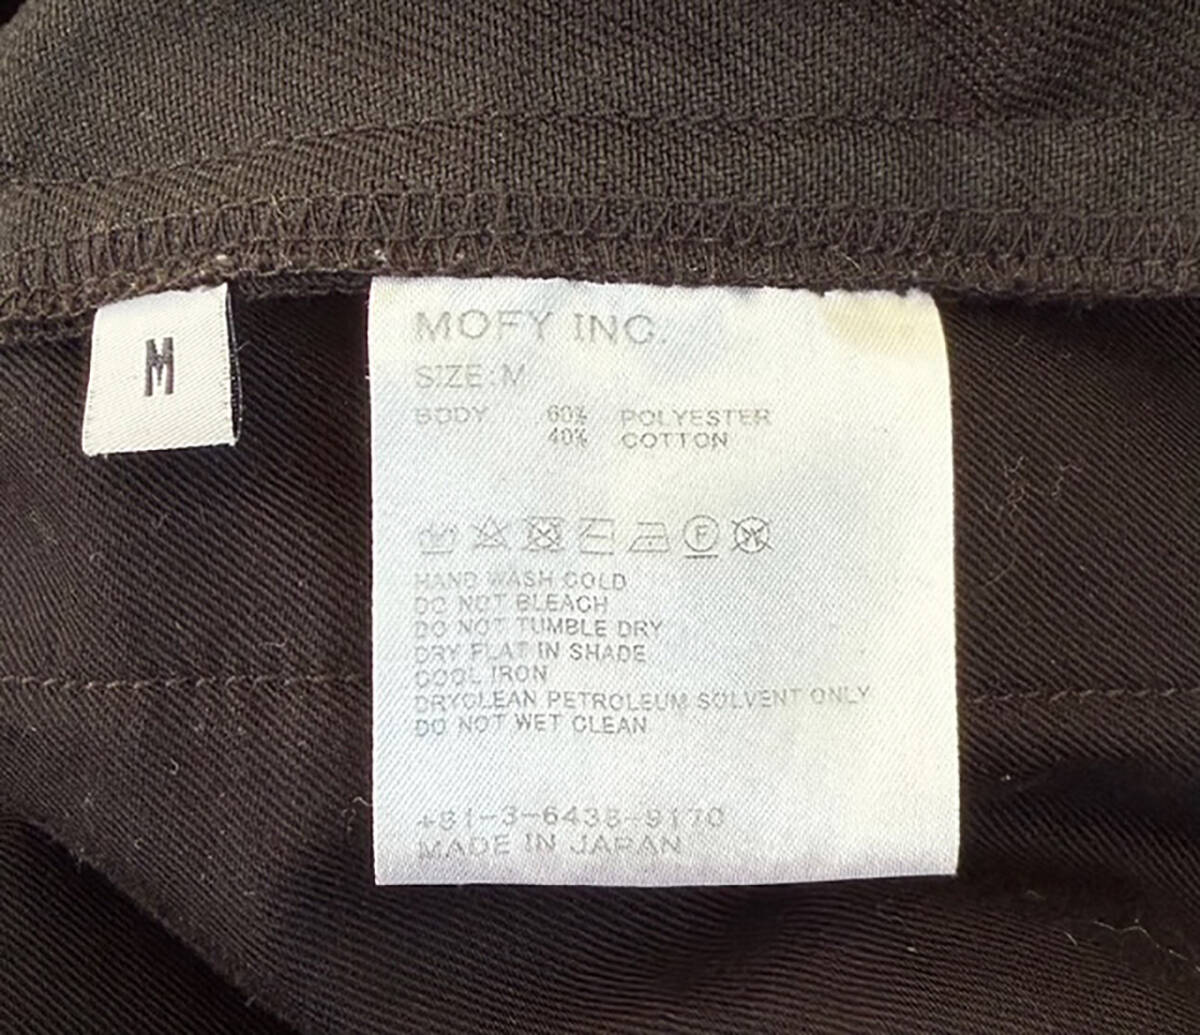 M
MOFY INC.
SIZE:M
BODY 60% POLYESTER
40% COTTON
F
W
HAND WASH COLD
DO NOT BLEACH
DO NOT TUMBLE DRY
DRY FLAT IN SHADE
COOL IRON
DRYCLEAN PETROLEUM SOLVENT ONLY
DO NOT WET CLEAN
+81-3-6438-9170
MADE IN JAPAN